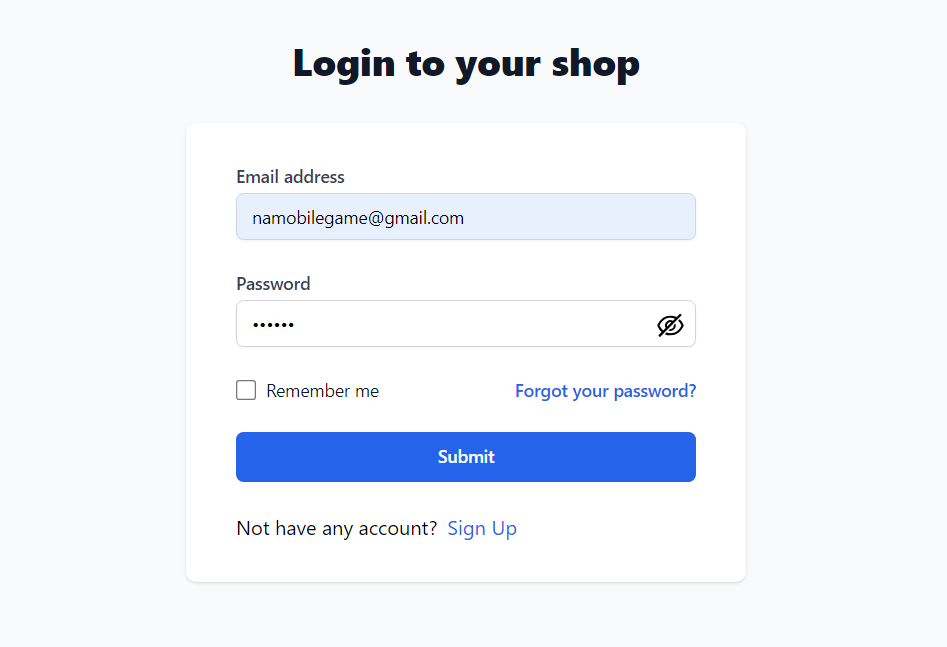 Login to your shop
Email address
namobilegame@gmail.com
Password
••••••
Remember me
Forgot your password?
Submit
Not have any account? Sign Up